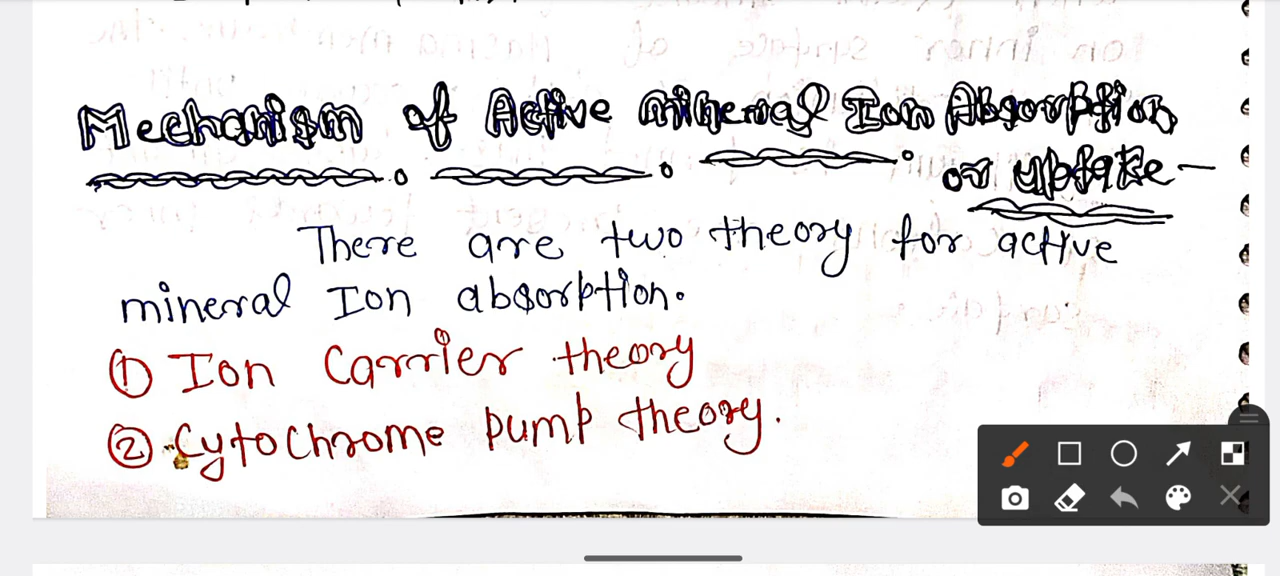 Mechanism of Active mineral Ion Absorption
or uptake -
There are two theory for active
mineral Ion absorption.
① Ion Carrier theory
② Cytochrome pump theory.